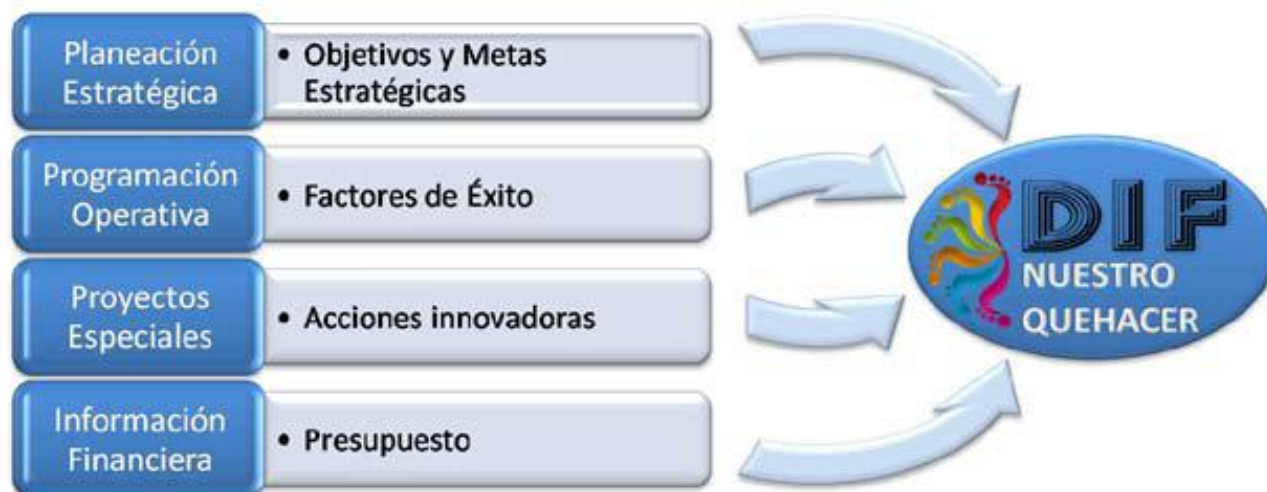 Planeación
Estratégica
• Objetivos y Metas
Estratégicas
Programación
Operativa
• Factores de Éxito
Proyectos
Especiales
• Acciones innovadoras
Información
Financiera
• Presupuesto
DIF
NUESTRO
QUEHACER